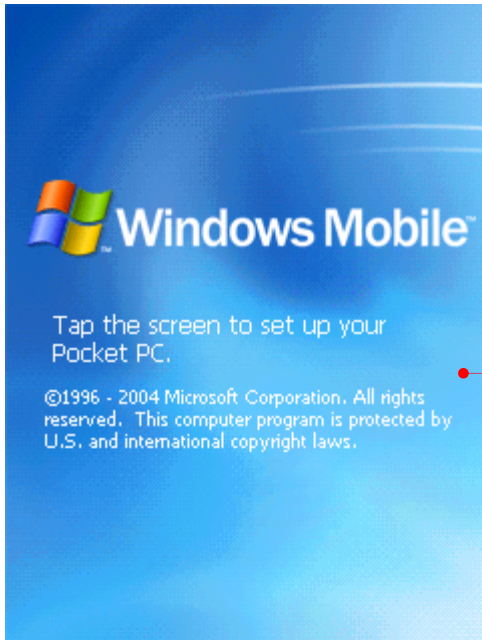 Windows Mobile™
Tap the screen to set up your
Pocket PC.
©1996 - 2004 Microsoft Corporation. All rights
reserved. This computer program is protected by
U.S. and international copyright laws.